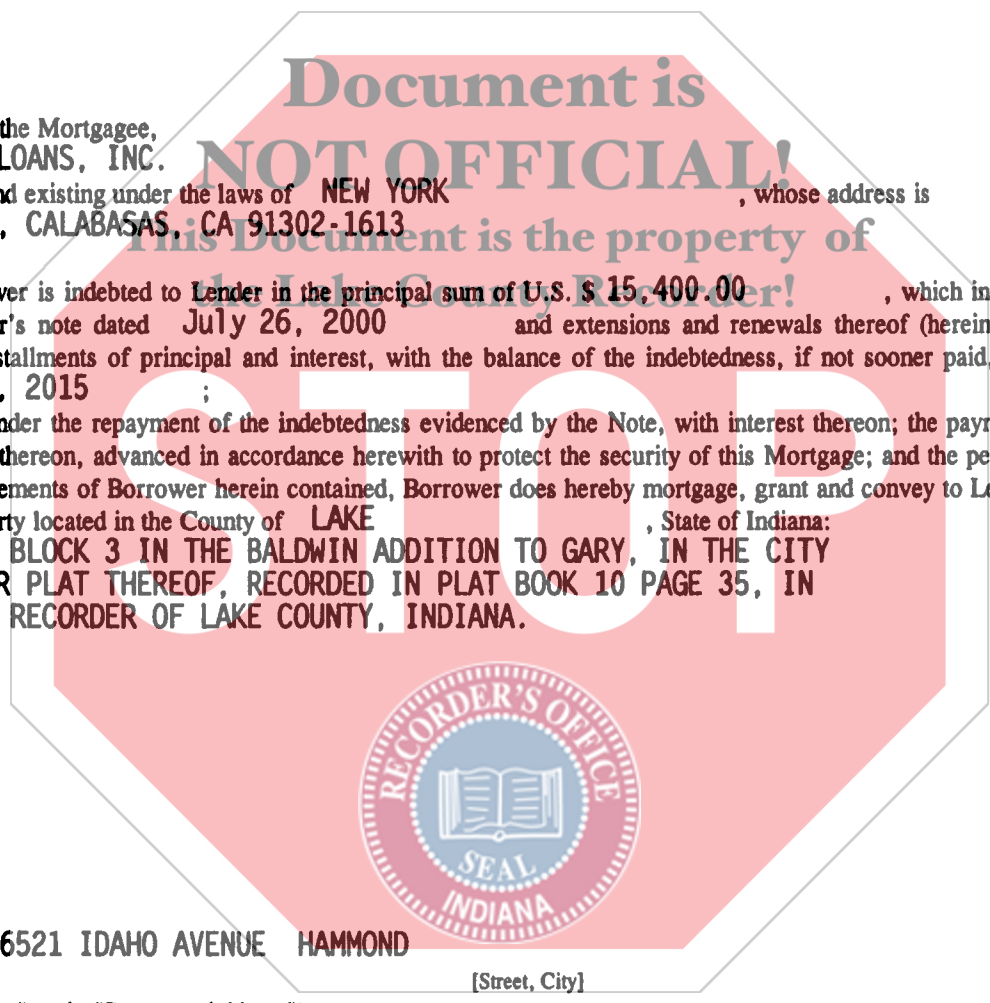 Document is
the Mortgagee,
LOANS, INC.
NOT OFFICIAL!
existing under the laws of NEW YORK , whose address is
, CALABASAS, CA 91302-1613
This Document is the property of
the Lake County Recorder!
er is indebted to Lender in the principal sum of U.S. $ 15,400.00 , which in
r's note dated July 26, 2000 and extensions and renewals thereof (herein
stallments of principal and interest, with the balance of the indebtedness, if not sooner paid,
, 2015 ;
nder the repayment of the indebtedness evidenced by the Note, with interest thereon; the payr
thereon, advanced in accordance herewith to protect the security of this Mortgage; and the pe
ements of Borrower herein contained, Borrower does hereby mortgage, grant and convey to Le
rty located in the County of LAKE , State of Indiana:
STOP
BLOCK 3 IN THE BALDWIN ADDITION TO GARY, IN THE CITY
R PLAT THEREOF, RECORDED IN PLAT BOOK 10 PAGE 35, IN
RECORDER OF LAKE COUNTY, INDIANA.
RECORDER'S OFFICE
SEAL
INDIANA
6521 IDAHO AVENUE HAMMOND
[Street, City]